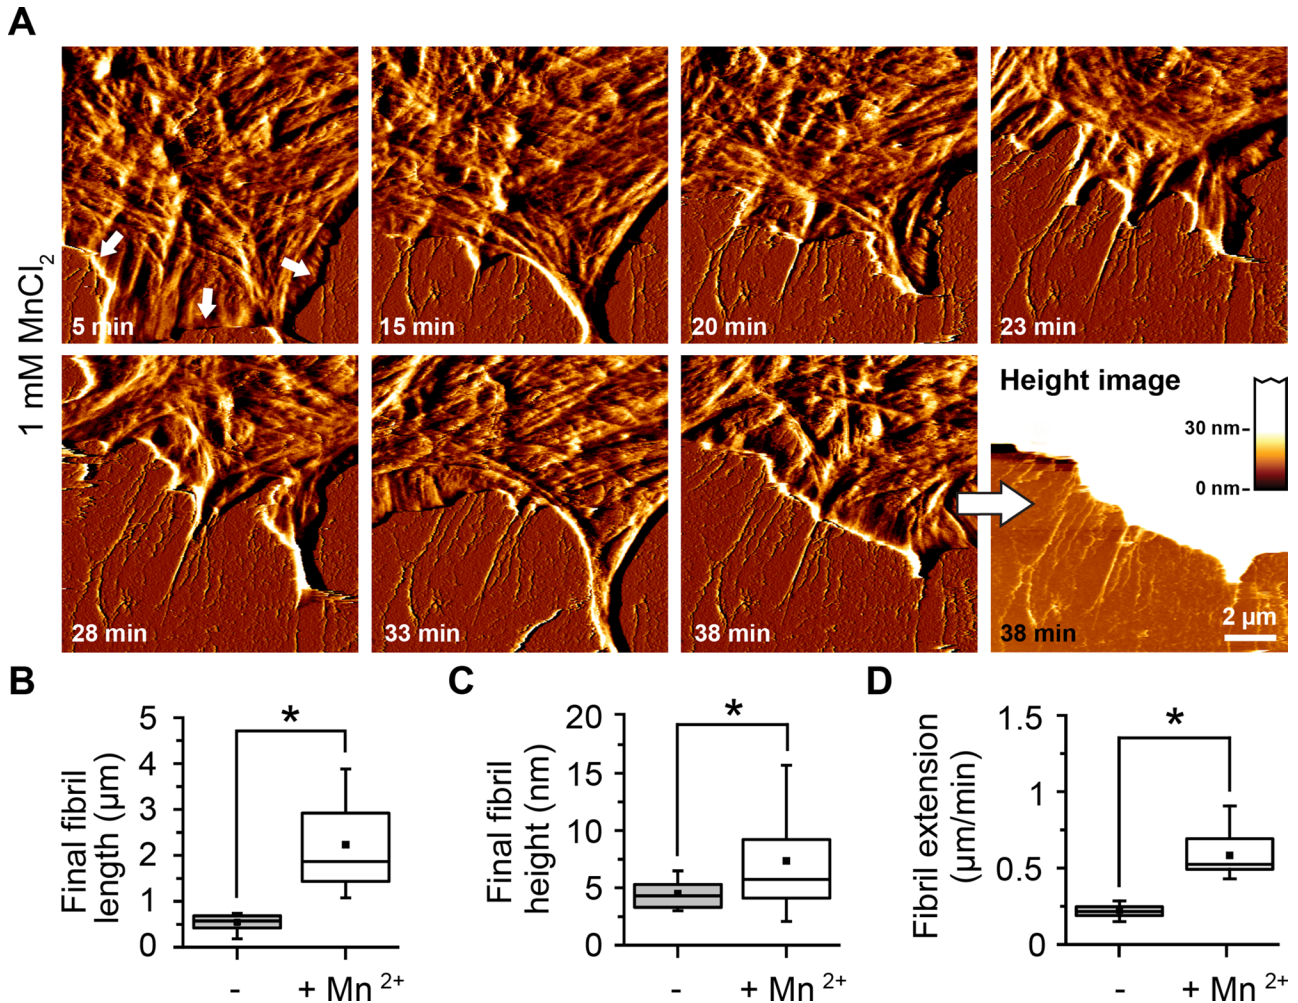 A
1 mM MnCl2
5 min
15 min
20 min
23 min
28 min
33 min
38 min
Height image
30 nm
0 nm
2 µm
38 min
B
Final fibril
length (µm)
5
4
3
2
1
0
*
-
+ Mn 2+
C
Final fibril
height (nm)
20
15
10
5
0
*
-
+ Mn 2+
D
Fibril extension
(µm/min)
1.5
1
0.5
0
*
-
+ Mn 2+